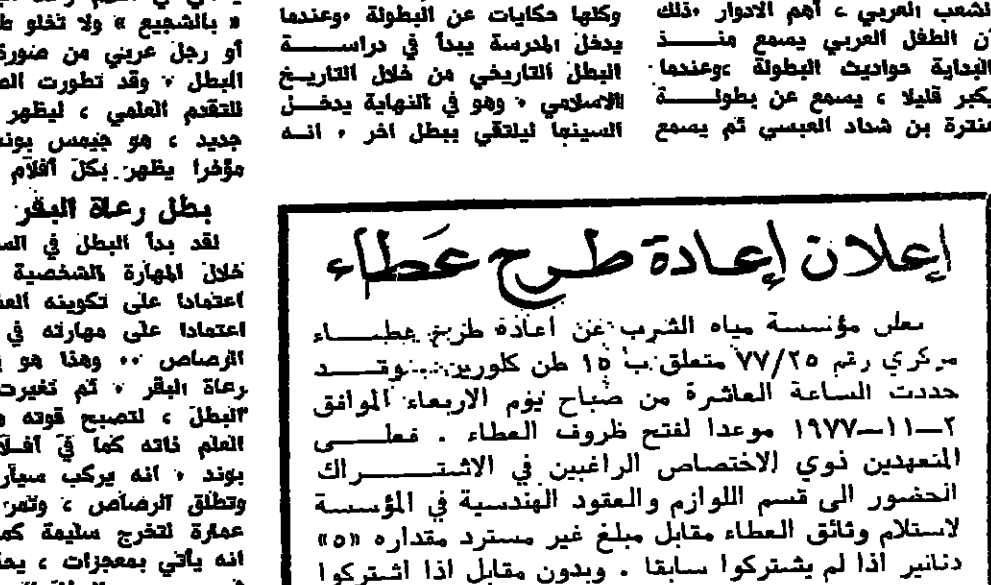 الشعب العربي ، أهم الادوار ،ذلك
أن الطفل العربي يسمع منذ
البداية حواديت البطولة ،وعندما
يكبر قليلا ، يسمع عن بطولة
عنترة بن شداد العبسي ثم يسمع
وكلها حكايات عن البطولة ،وعندما
يدخل المدرسة يبدأ في دراسة
البطل التاريخي من خلال التاريخ
الاسلامي ، وهو في النهاية يدخل
السينما ليلتقي ببطل اخر ، انه
« بالشجيع » ولا تخلو
أو رجل عربي من صورة
البطل ، وقد تطورت
للتقدم العلمي ، ليظهر
جديد ، هو جيمس بوند
مؤخرا يظهر بكل أفلام
بطل رعاة البقر
لقد بدأ البطل في
خلال المهارة الشخصية
اعتمادا على تكوينه
اعتمادا على مهارته في
الرصاص .. وهذا هو
رعاة البقر ، ثم تغيرت
البطل ، لتصبح قوته
العلم ذاته كما في
بوند ، انه يركب
وتطلق الرصاص ، وتمر
عمارة لتخرج سليمة
انه يأتي بمعجزات ،
إعلان إعادة طرح عطاء
تعلن مؤسسة مياه الشرب عن اعادة طرح عطاء
مركزي رقم ٧٧/٢٥ متعلق ب ١٥ طن كلورين . وقد
حددت الساعة العاشرة من صباح يوم الاربعاء الموافق
٢—١١—١٩٧٧ موعدا لفتح ظروف العطاء . فعلى
المتعهدين ذوي الاختصاص الراغبين في الاشتراك
الحضور الى قسم اللوازم والعقود الهندسية في المؤسسة
لاستلام وثائق العطاء مقابل مبلغ غير مسترد مقداره «٥»
دنانير اذا لم يشتركوا سابقا . وبدون مقابل اذا اشتركوا